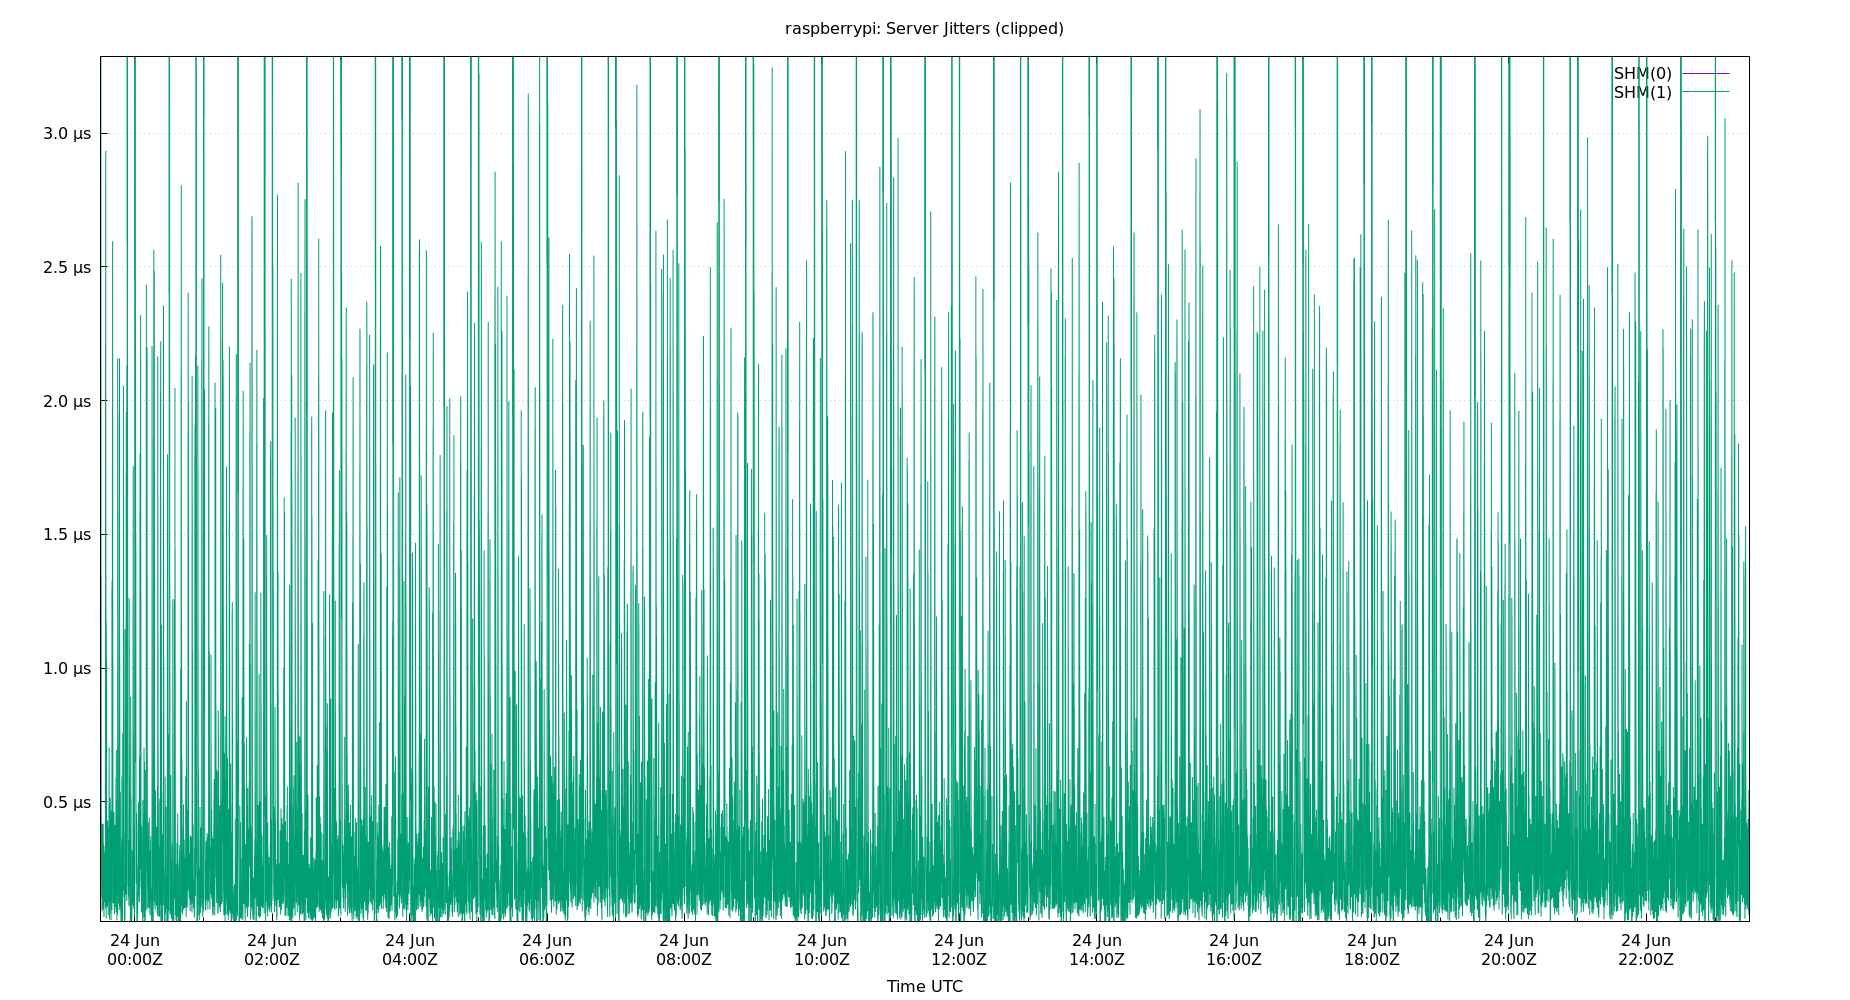 raspberrypi: Server Jitters (clipped)
SHM(0)
SHM(1)
3.0 µs
2.5 µs
2.0 µs
1.5 µs
1.0 µs
0.5 µs
24 Jun 24 Jun 24 Jun 24 Jun 24 Jun 24 Jun 24 Jun 24 Jun 24 Jun 24 Jun 24 Jun 24 Jun
00:00Z 02:00Z 04:00Z 06:00Z 08:00Z 10:00Z 12:00Z 14:00Z 16:00Z 18:00Z 20:00Z 22:00Z
Time UTC